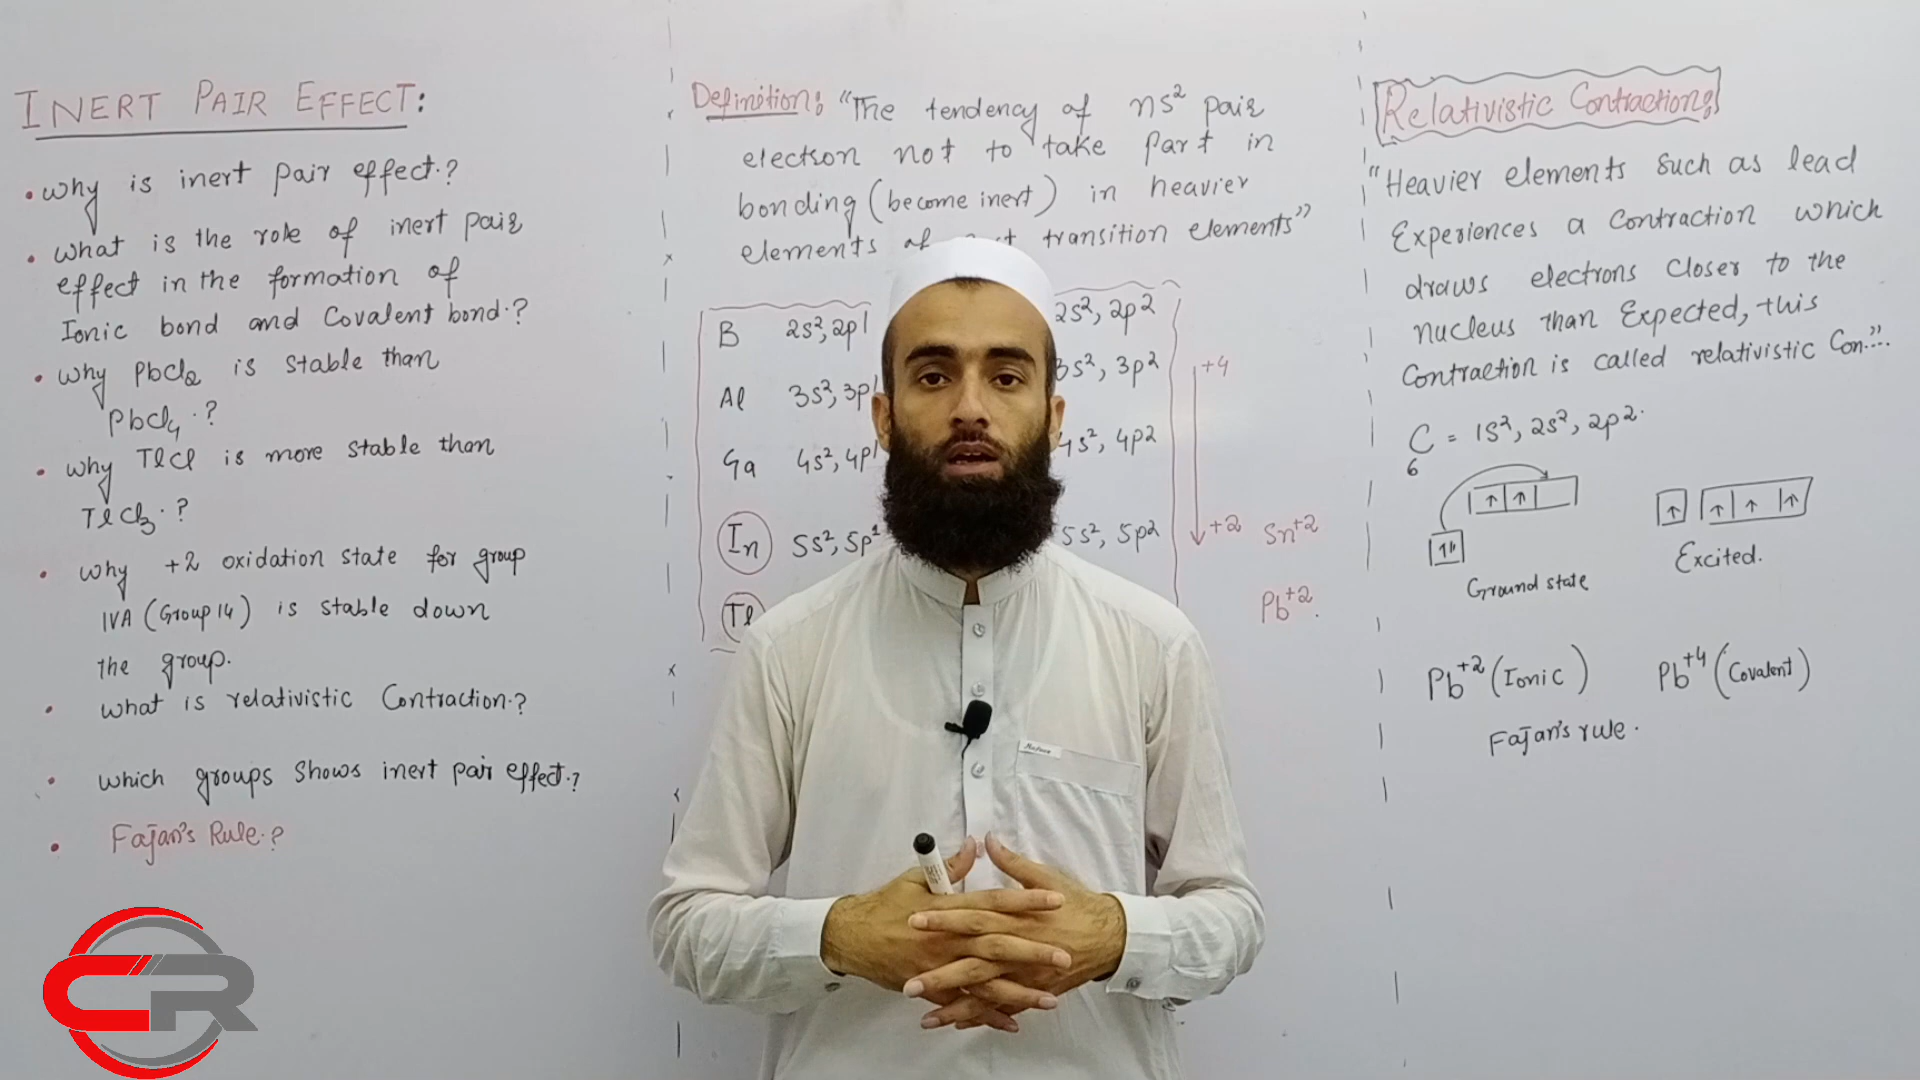 INERT PAIR EFFECT:
• Why is inert pair effect.?
• What is the role of inert pair
effect in the formation of
Ionic bond and Covalent bond.?
• Why PbCl2 is stable than
PbCl4.?
• Why TlCl is more stable than
TlCl3.?
• Why +2 oxidation state for group
IVA (Group 14) is stable down
the group.
• What is relativistic Contraction.?
• Which groups shows inert pair effect.?
• Fajan's Rule.?
CR
Definition: "The tendency of ns² pair
electron not to take part in
bonding (become inert) in heavier
elements of transition elements"
B 2s², 2p¹ 2s², 2p²
Al 3s², 3p¹ 3s², 3p² +4
Ga 4s², 4p¹ 4s², 4p2
In 5s², 5p¹ 5s², 5p2 +2 Sn+2
Tl Pb+2.
Relativistic Contraction:
"Heavier elements such as lead
Experiences a contraction which
draws electrons closer to the
nucleus than Expected, this
Contraction is called relativistic Con...."
C = 1s², 2s², 2p².
6
Ground state
Excited.
Pb+2 (Ionic) Pb+4 (Covalent)
Fajan's rule.